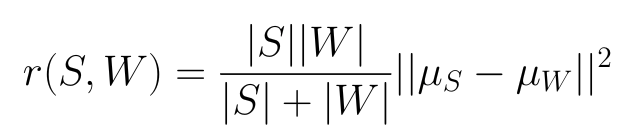 r(S, W) = \frac{|S||W|}{|S| + |W|} ||\mu_S - \mu_W||^2